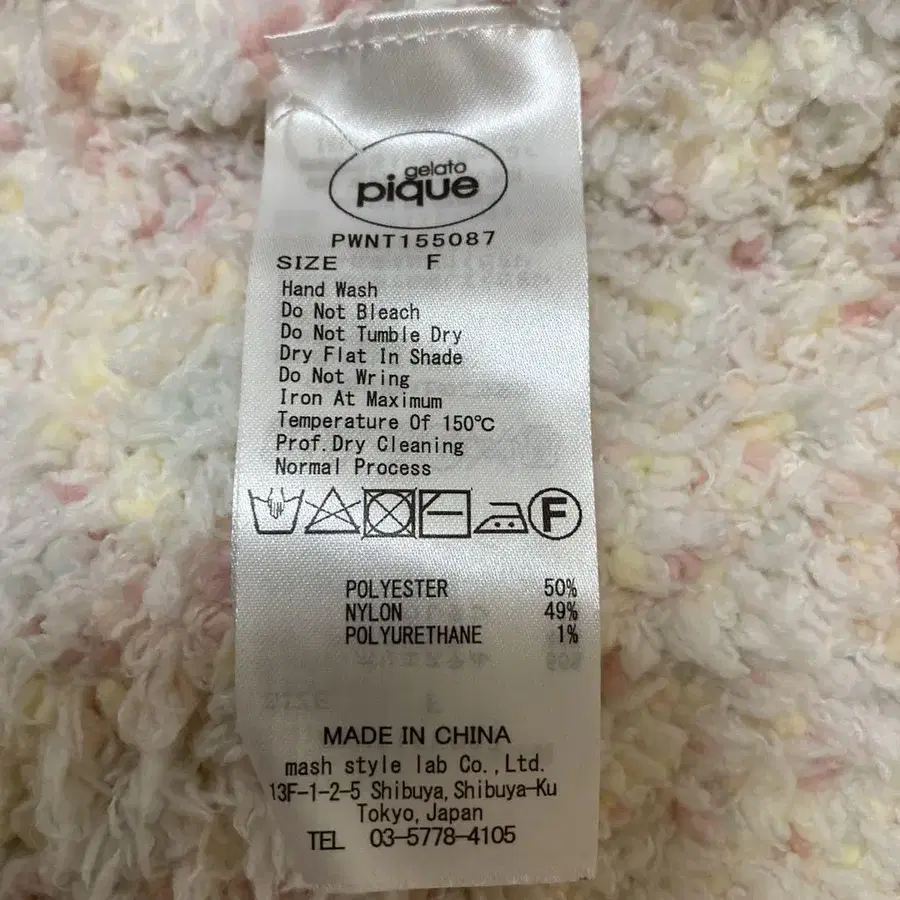 gelato
pique
PWNT155087
SIZE F
Hand Wash
Do Not Bleach
Do Not Tumble Dry
Dry Flat In Shade
Do Not Wring
Iron At Maximum
Temperature Of 150℃
Prof.Dry Cleaning
Normal Process
F
POLYESTER 50%
NYLON 49%
POLYURETHANE 1%
MADE IN CHINA
mash style lab Co.,Ltd.
13F-1-2-5 Shibuya,Shibuya-Ku
Tokyo,Japan
TEL 03-5778-4105